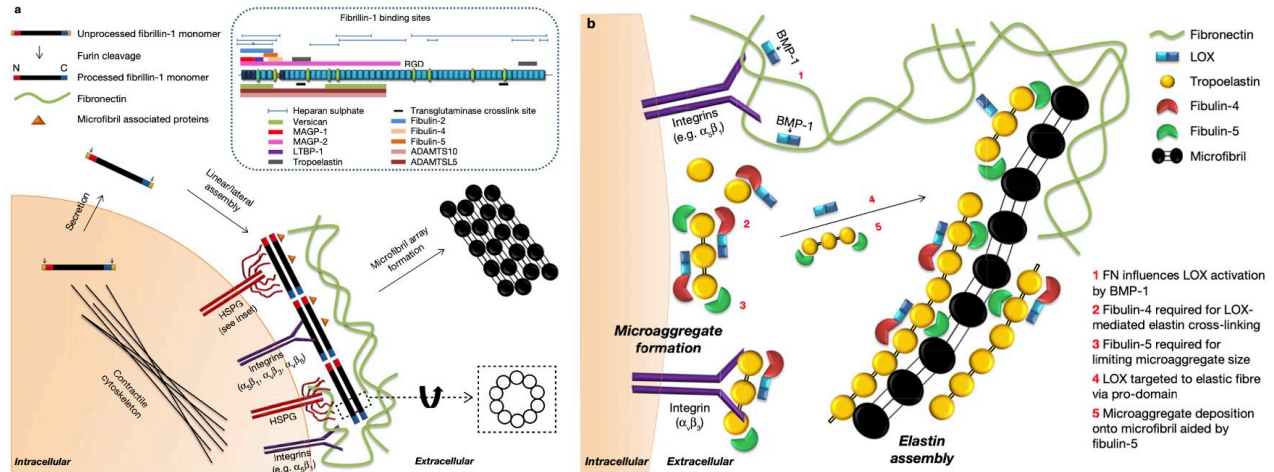 a
Unprocessed fibrillin-1 monomer
Furin cleavage
N C
Processed fibrillin-1 monomer
Fibronectin
Microfibril associated proteins
Fibrillin-1 binding sites
RGD
Heparan sulphate
Transglutaminase crosslink site
Versican
Fibulin-2
MAGP-1
Fibulin-4
MAGP-2
Fibulin-5
LTBP-1
ADAMTS10
Tropoelastin
ADAMTSL5
Secretion
Linear/lateral
assembly
Microfibril array
formation
HSPG
(see inset)
Integrins
(α5β1, αvβ3, αvβ6)
Contractile
cytoskeleton
HSPG
Integrins
(e.g. α5β1)
Intracellular
Extracellular
b
BMP-1
1
Integrins
(e.g. α5β1)
BMP-1
Fibronectin
LOX
Tropoelastin
Fibulin-4
Fibulin-5
Microfibril
2
3
4
5
Microaggregate
formation
Integrin
(αvβ3)
Elastin
assembly
1 FN influences LOX activation
by BMP-1
2 Fibulin-4 required for LOX-
mediated elastin cross-linking
3 Fibulin-5 required for
limiting microaggregate size
4 LOX targeted to elastic fibre
via pro-domain
5 Microaggregate deposition
onto microfibril aided by
fibulin-5
Intracellular
Extracellular